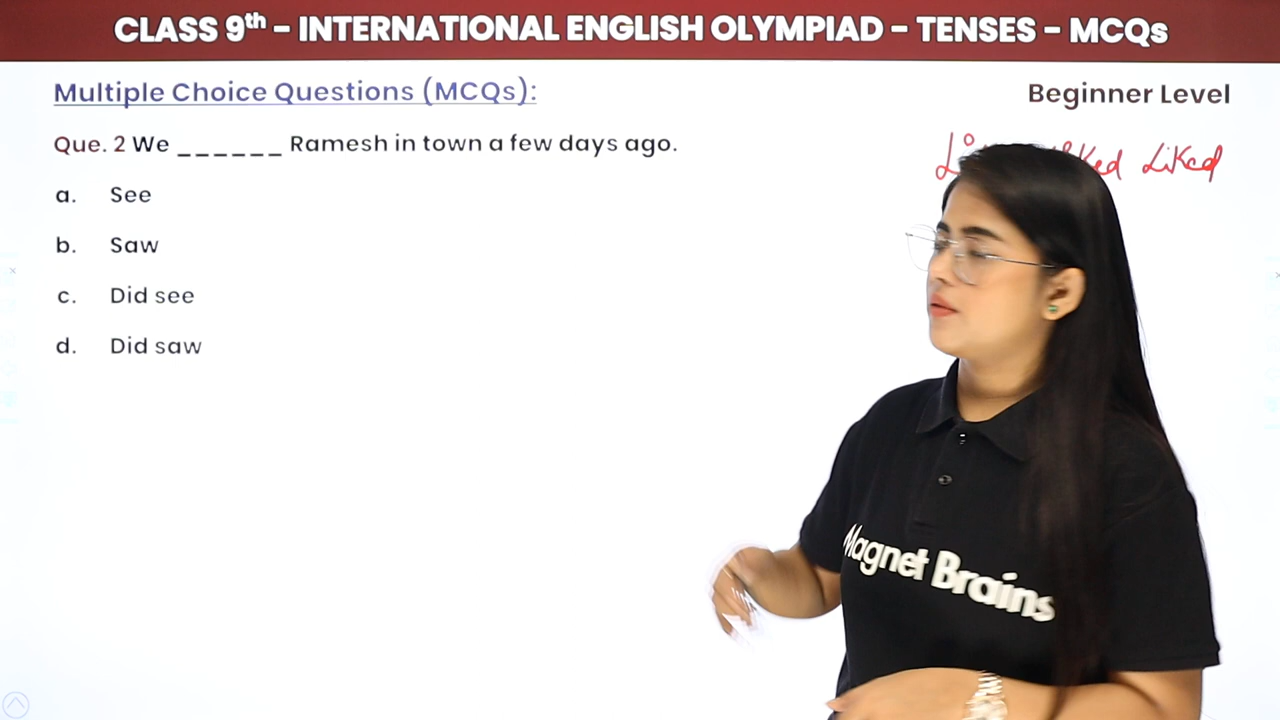 CLASS 9th - INTERNATIONAL ENGLISH OLYMPIAD - TENSES - MCQs
Multiple Choice Questions (MCQs):
Beginner Level
Que. 2 We ______ Ramesh in town a few days ago.
Liked
a. See
b. Saw
c. Did see
d. Did saw
Magnet Brains